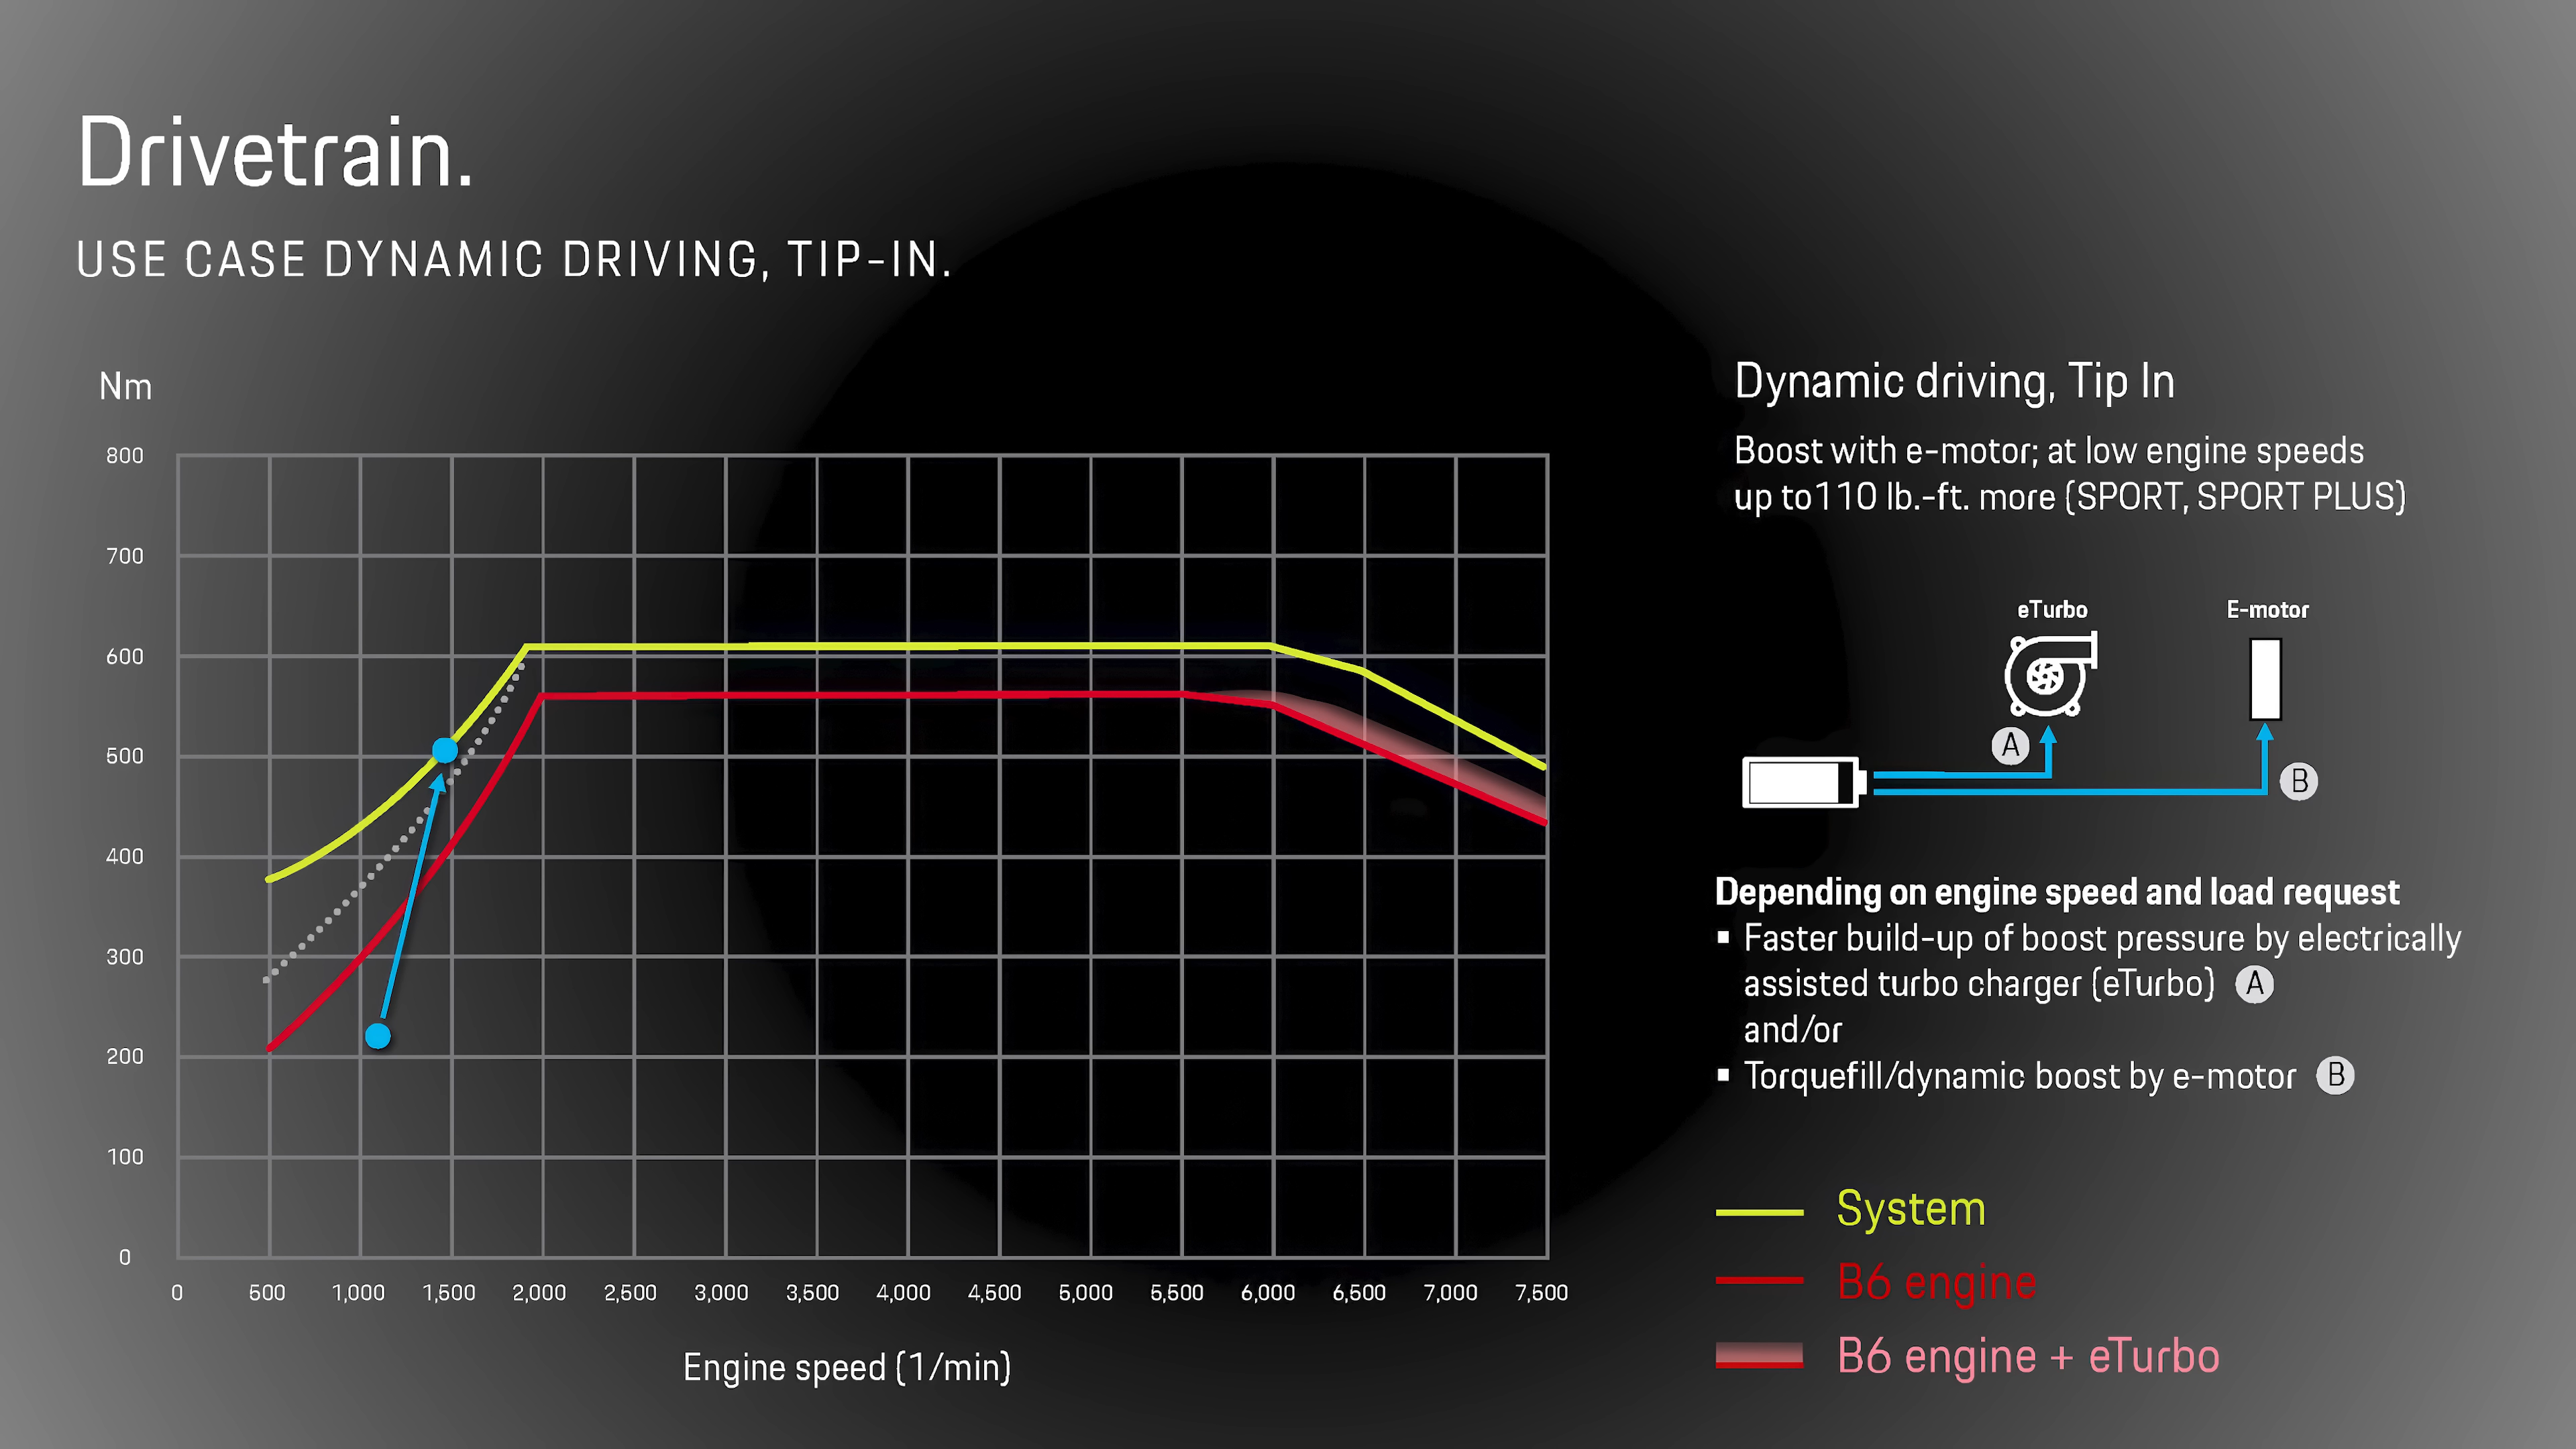 Drivetrain.
USE CASE DYNAMIC DRIVING, TIP-IN.
Nm
800
700
600
500
400
300
200
100
0
0 500 1,000 1,500 2,000 2,500 3,000 3,500 4,000 4,500 5,000 5,500 6,000 6,500 7,000 7,500
Engine speed (1/min)
Dynamic driving, Tip In
Boost with e-motor; at low engine speeds
up to110 lb.-ft. more (SPORT, SPORT PLUS)
eTurbo E-motor
A
B
Depending on engine speed and load request
▪ Faster build-up of boost pressure by electrically
assisted turbo charger (eTurbo) A
and/or
▪ Torquefill/dynamic boost by e-motor B
System
B6 engine
B6 engine + eTurbo